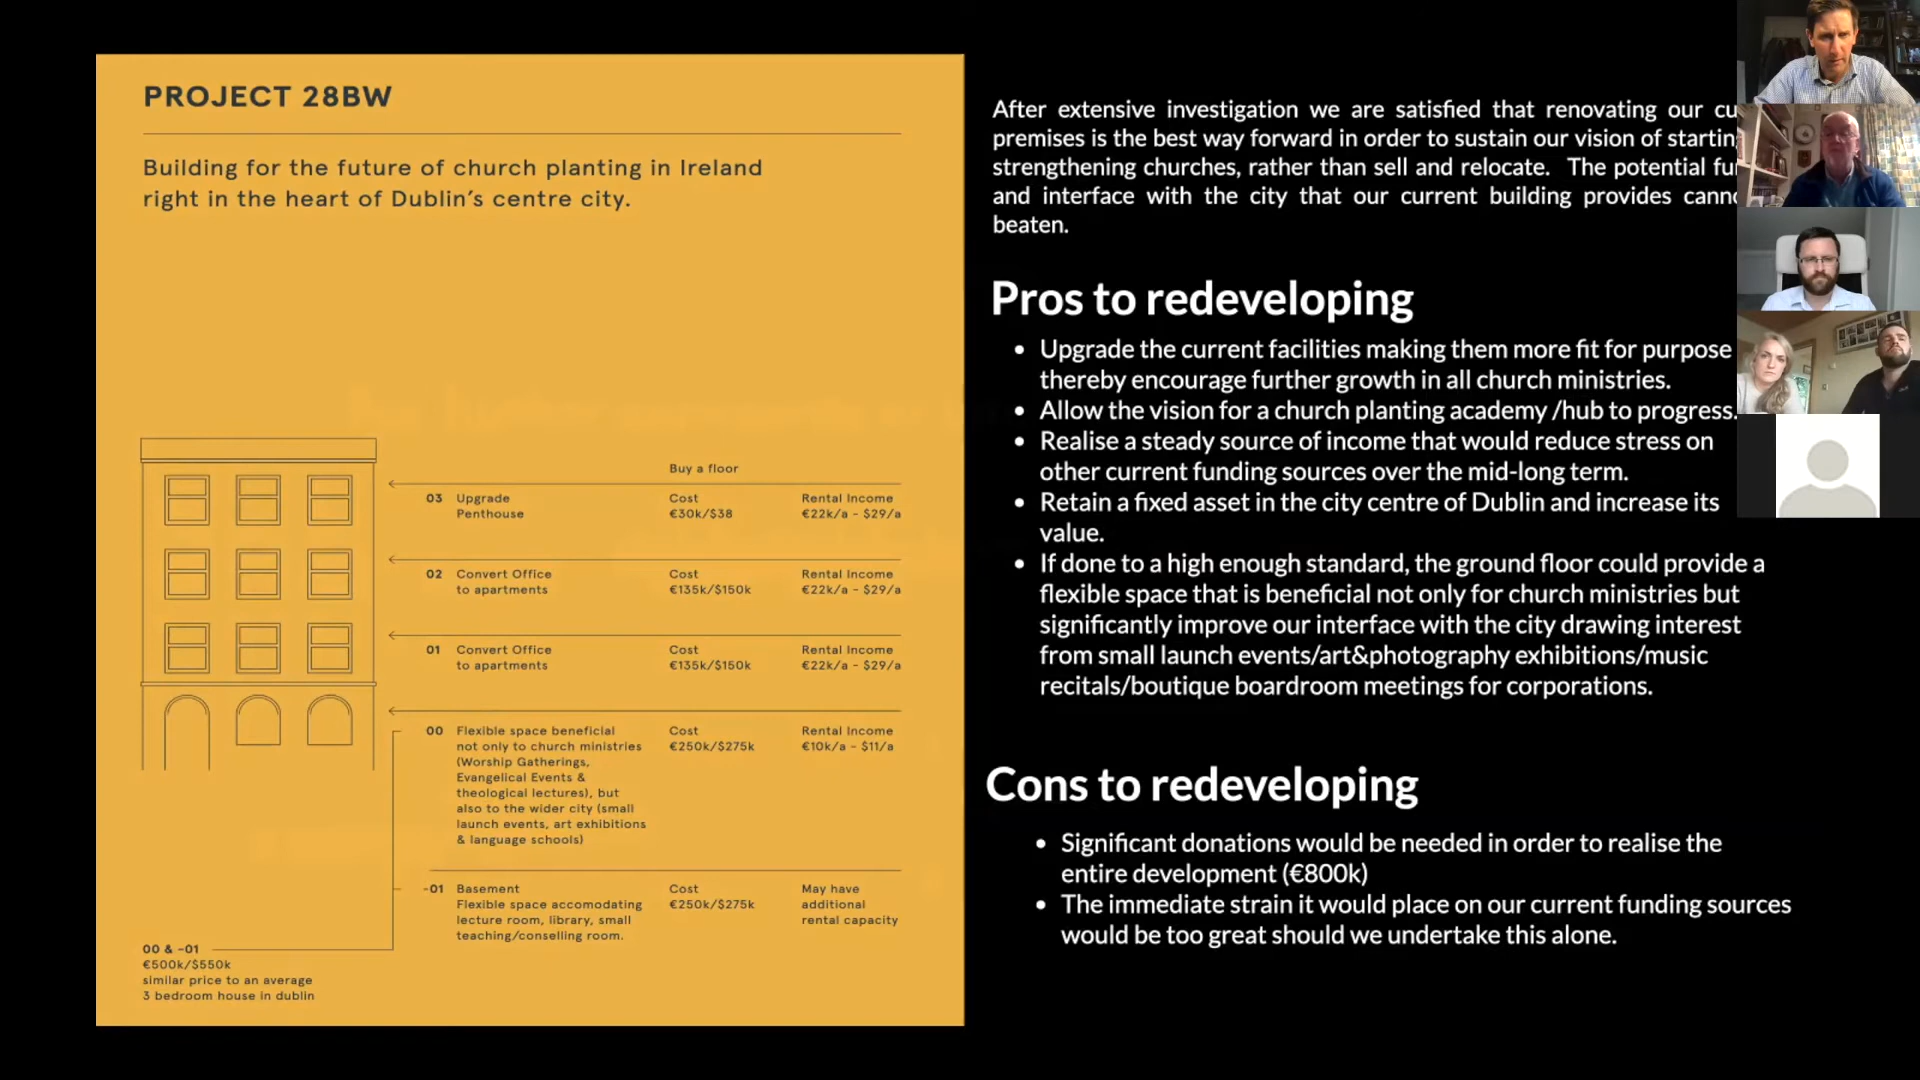 PROJECT 28BW
Building for the future of church planting in Ireland
right in the heart of Dublin's centre city.
Buy a floor
03 Upgrade Penthouse
Cost €30k/$38
Rental Income €22k/a - $29/a
02 Convert Office to apartments
Cost €135k/$150k
Rental Income €22k/a - $29/a
01 Convert Office to apartments
Cost €135k/$150k
Rental Income €22k/a - $29/a
00 Flexible space beneficial
not only to church ministries
(Worship Gatherings,
Evangelical Events &
theological lectures), but
also to the wider city (small
launch events, art exhibitions
& language schools)
Cost €250k/$275k
Rental Income €10k/a - $11/a
-01 Basement
Flexible space accomodating
lecture room, library, small
teaching/conselling room.
Cost €250k/$275k
May have
additional
rental capacity
00 & -01
€500k/$550k
similar price to an average
3 bedroom house in dublin
After extensive investigation we are satisfied that renovating our
premises is the best way forward in order to sustain our vision of
strengthening churches, rather than sell and relocate. The potential
and interface with the city that our current building provides
beaten.
Pros to redeveloping
• Upgrade the current facilities making them more fit for purpose
thereby encourage further growth in all church ministries.
• Allow the vision for a church planting academy /hub to progress.
• Realise a steady source of income that would reduce stress on
other current funding sources over the mid-long term.
• Retain a fixed asset in the city centre of Dublin and increase its
value.
• If done to a high enough standard, the ground floor could provide a
flexible space that is beneficial not only for church ministries but
significantly improve our interface with the city drawing interest
from small launch events/art&photography exhibitions/music
recitals/boutique boardroom meetings for corporations.
Cons to redeveloping
• Significant donations would be needed in order to realise the
entire development (€800k)
• The immediate strain it would place on our current funding sources
would be too great should we undertake this alone.